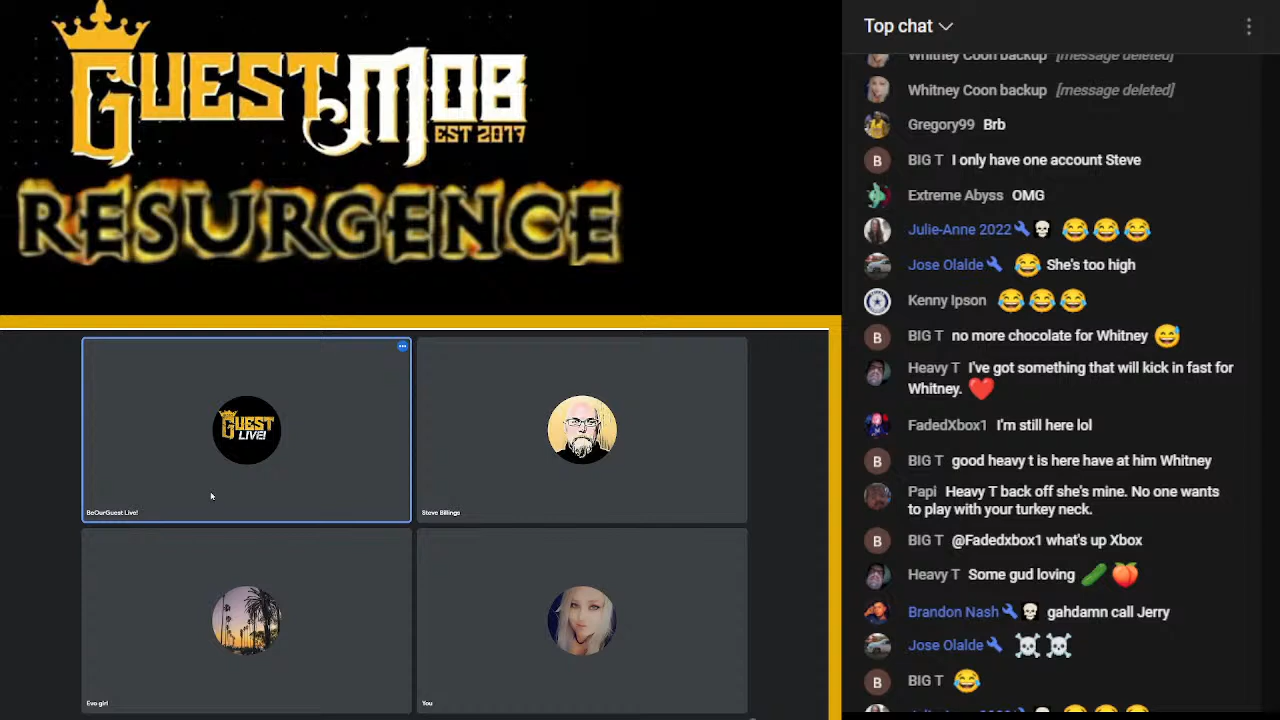 GUEST MOB
EST 2017
RESURGENCE
GUEST
LIVE!
BeOurGuest Live!
Steve Billings
Evo girl
You
Top chat
Whitney Coon backup [message deleted]
Whitney Coon backup [message deleted]
Gregory99 Brb
BIG T I only have one account Steve
Extreme Abyss OMG
Julie-Anne 2022🔧💀 😂😂😂
Jose Olalde🔧 😂 She's too high
Kenny Ipson 😂😂😂
B
BIG T no more chocolate for Whitney 😅
Heavy T I've got something that will kick in fast for
Whitney. ❤️
FadedXbox1 I'm still here lol
B
BIG T good heavy t is here have at him Whitney
Papi Heavy T back off she's mine. No one wants
to play with your turkey neck.
B
BIG T @Fadedxbox1 what's up Xbox
Heavy T Some gud loving 🥒🍑
Brandon Nash🔧💀 gahdamn call Jerry
Jose Olalde🔧 ☠️☠️
B
BIG T 😂